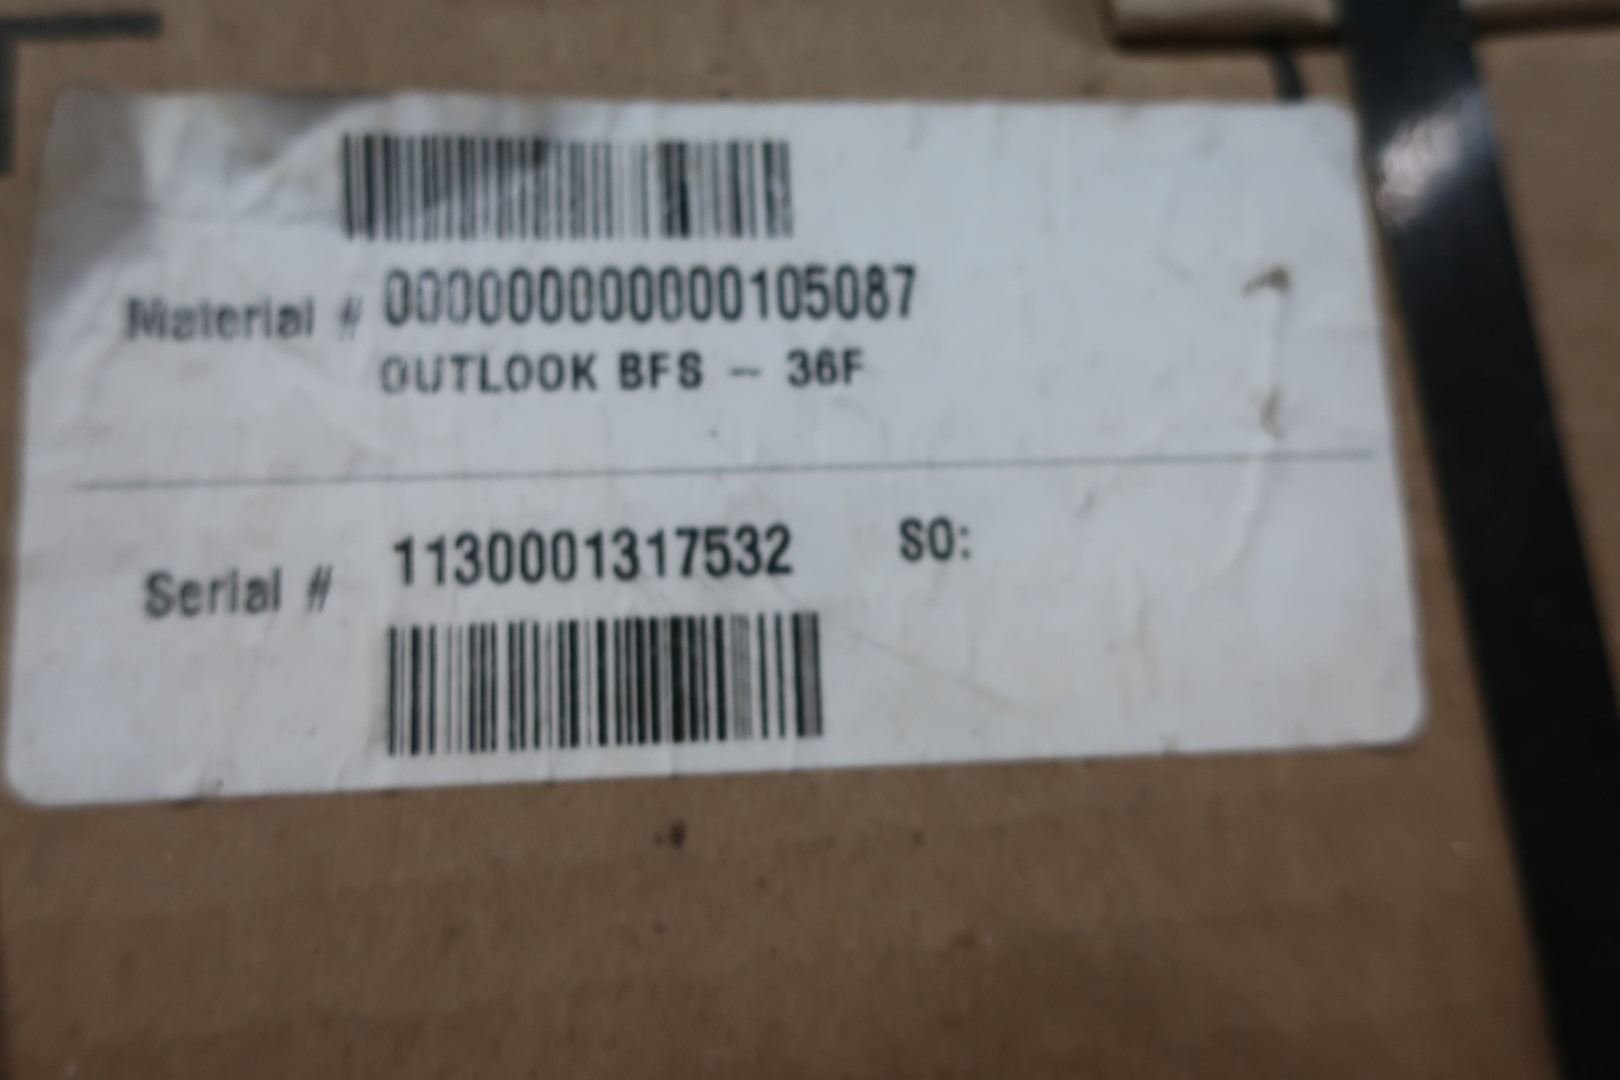 Material # 000000000000105087
OUTLOOK BFS - 36F
Serial # 1130001317532 SO: